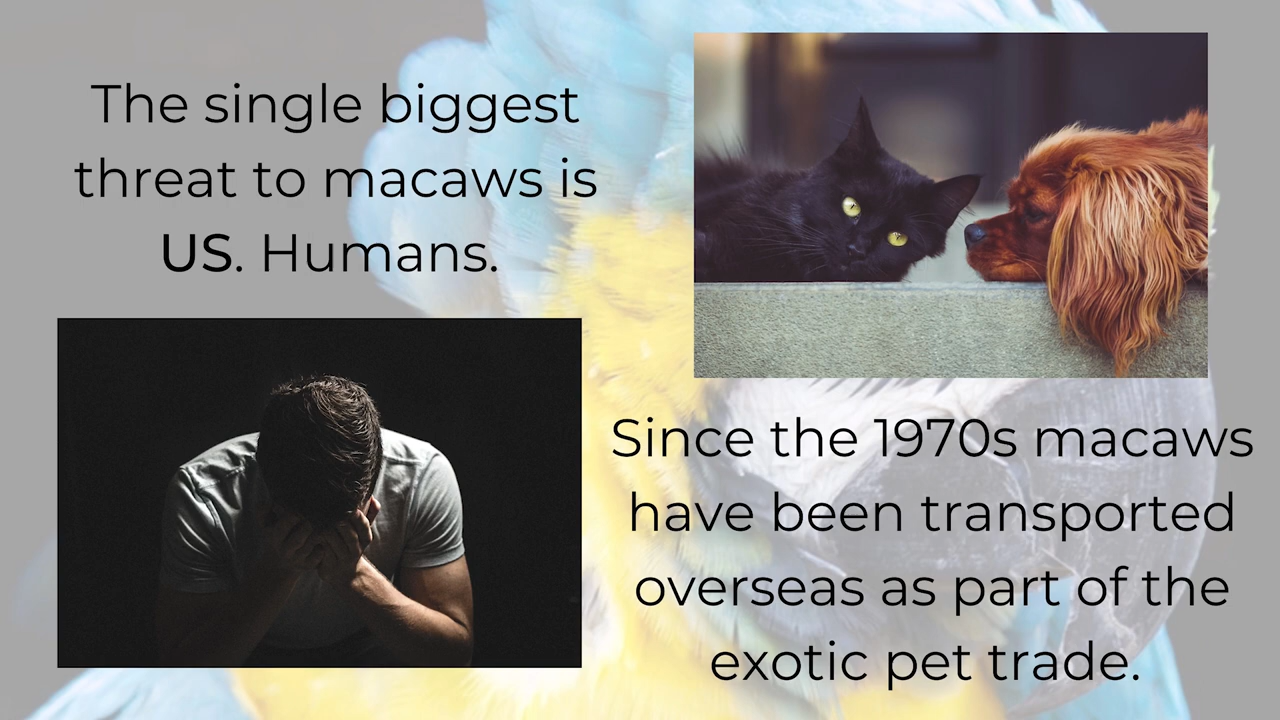 The single biggest
threat to macaws is
US. Humans.
Since the 1970s macaws
have been transported
overseas as part of the
exotic pet trade.